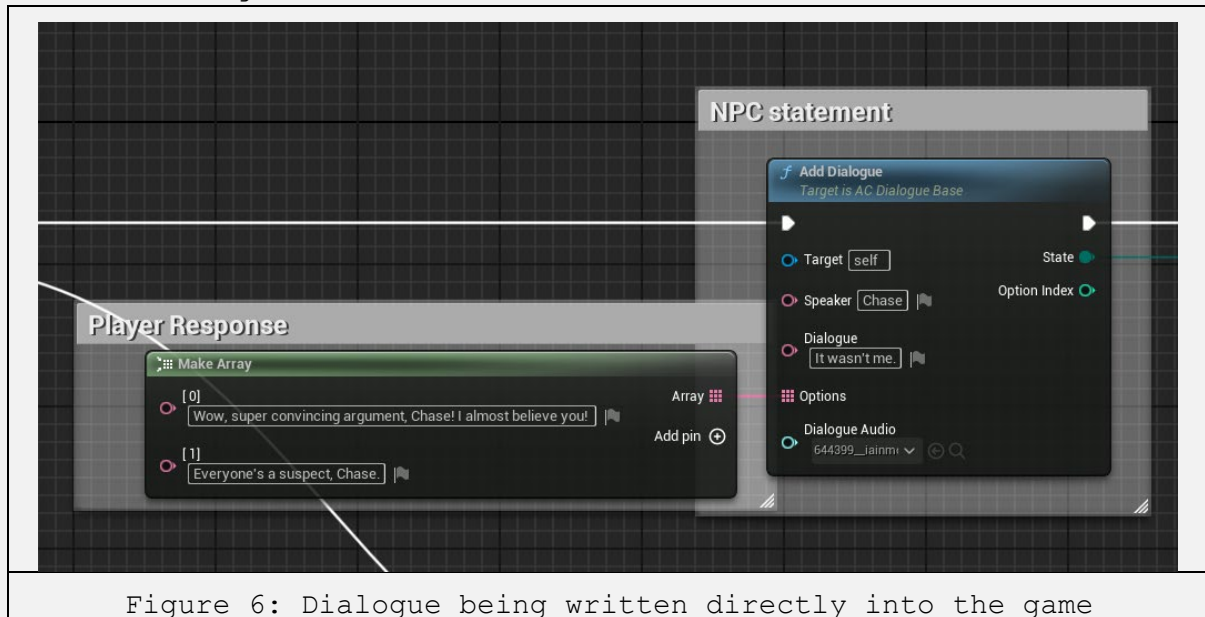 NPC statement
f Add Dialogue
Target is AC Dialogue Base
Target self
State
Speaker Chase
Option Index
Dialogue
It wasn't me.
Options
Dialogue Audio
644399__iainm
Player Response
Make Array
[0]
Wow, super convincing argument, Chase! I almost believe you!
Array
Add pin
[1]
Everyone's a suspect, Chase.
Figure 6: Dialogue being written directly into the game